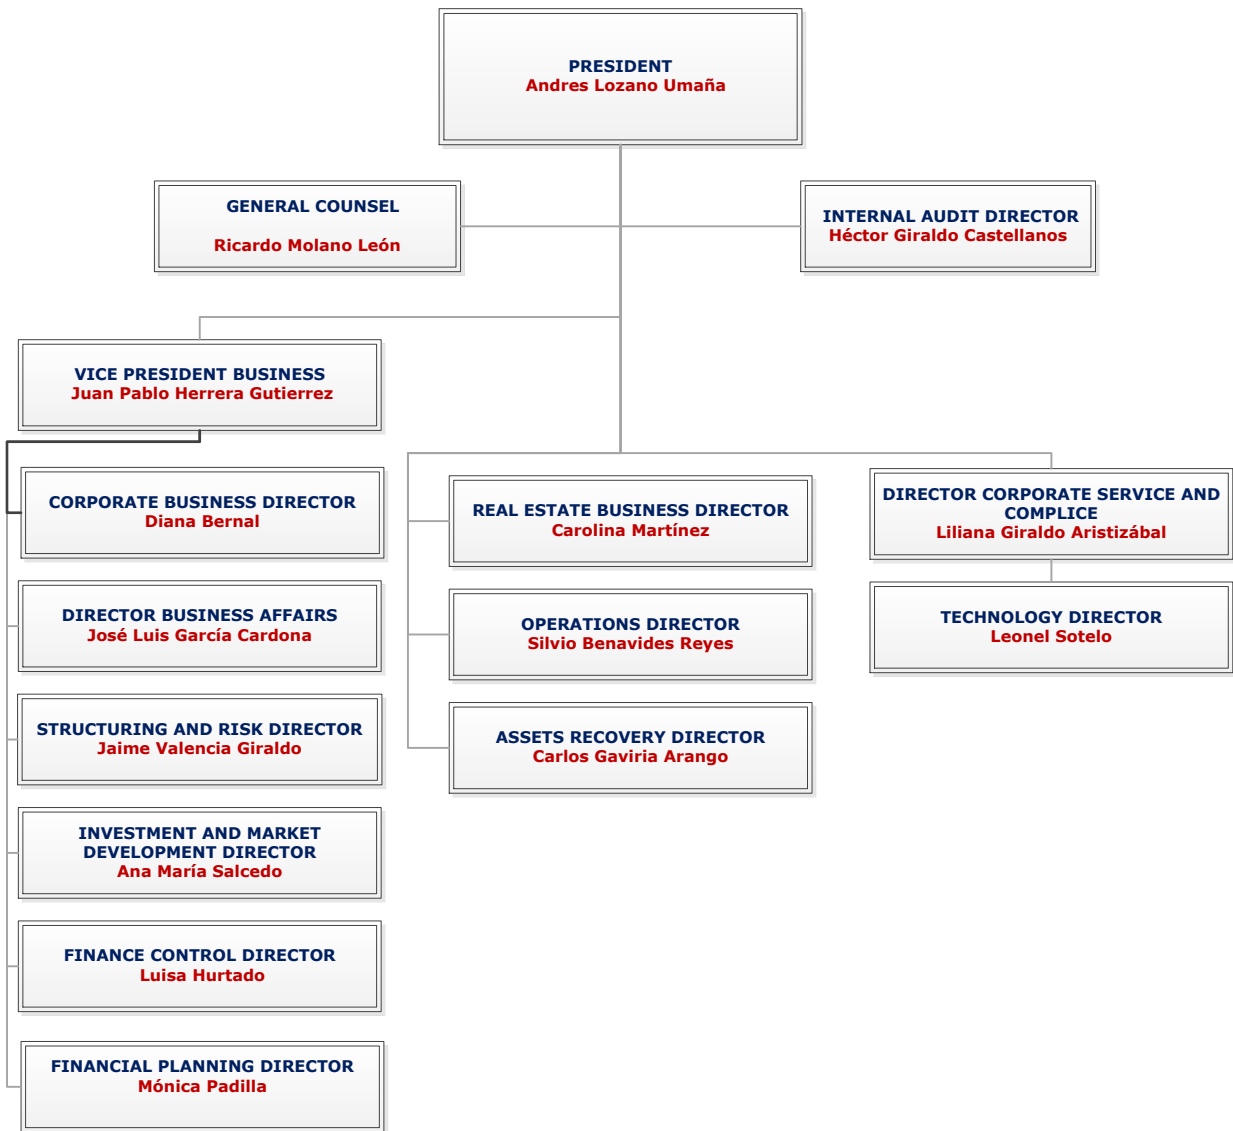 PRESIDENT
Andres Lozano Umaña
GENERAL COUNSEL
Ricardo Molano León
INTERNAL AUDIT DIRECTOR
Héctor Giraldo Castellanos
VICE PRESIDENT BUSINESS
Juan Pablo Herrera Gutierrez
CORPORATE BUSINESS DIRECTOR
Diana Bernal
DIRECTOR BUSINESS AFFAIRS
José Luis García Cardona
STRUCTURING AND RISK DIRECTOR
Jaime Valencia Giraldo
INVESTMENT AND MARKET
DEVELOPMENT DIRECTOR
Ana María Salcedo
FINANCE CONTROL DIRECTOR
Luisa Hurtado
FINANCIAL PLANNING DIRECTOR
Mónica Padilla
REAL ESTATE BUSINESS DIRECTOR
Carolina Martínez
OPERATIONS DIRECTOR
Silvio Benavides Reyes
ASSETS RECOVERY DIRECTOR
Carlos Gaviria Arango
DIRECTOR CORPORATE SERVICE AND
COMPLICE
Liliana Giraldo Aristizábal
TECHNOLOGY DIRECTOR
Leonel Sotelo